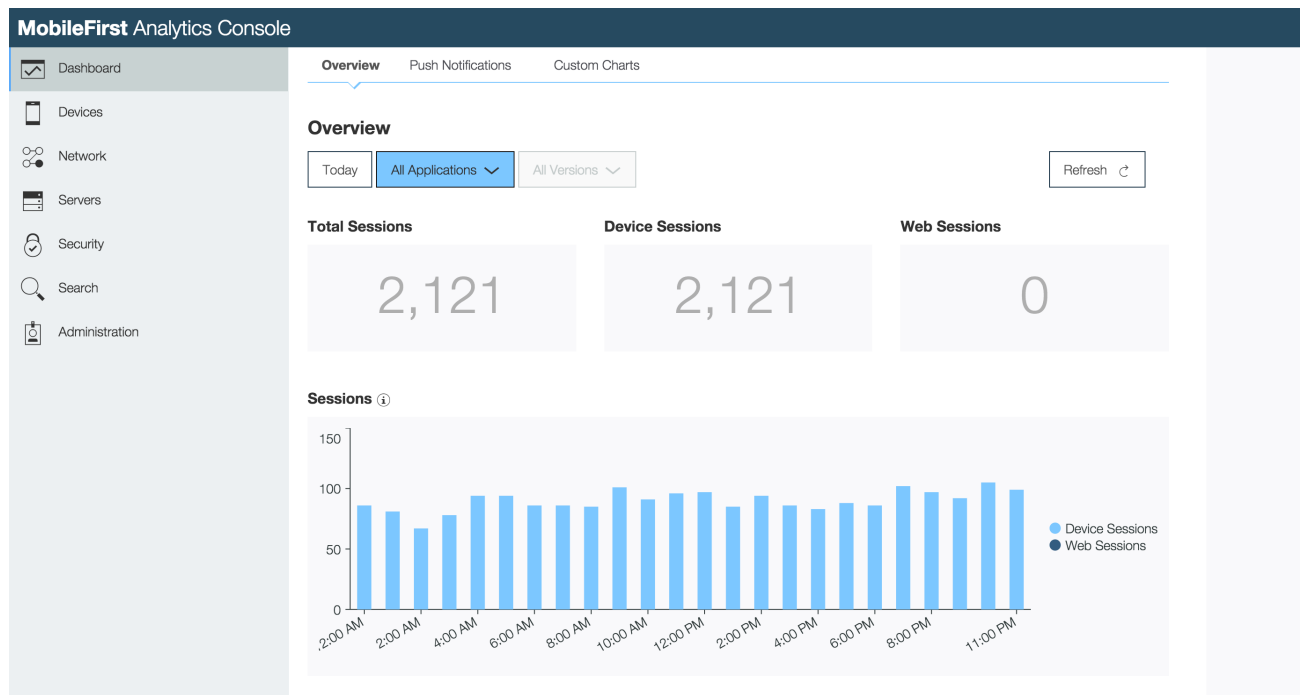 MobileFirst Analytics Console
Dashboard
Devices
Network
Servers
Security
Search
Administration
Overview Push Notifications Custom Charts
Overview
Today All Applications All Versions Refresh
Total Sessions Device Sessions Web Sessions
2,121 2,121 0
Sessions
150
100
50
0
2:00 AM 2:00 AM 4:00 AM 6:00 AM 8:00 AM 10:00 AM 12:00 PM 2:00 PM 4:00 PM 6:00 PM 8:00 PM 11:00 PM
Device Sessions
Web Sessions